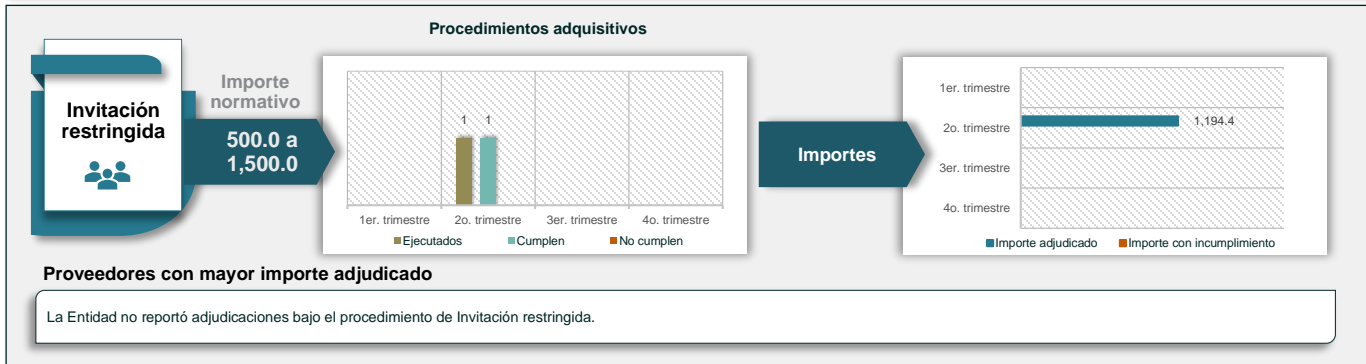 Procedimientos adquisitivos
Invitación
restringida
Importe
normativo
500.0 a
1,500.0
1 1
1er. trimestre 2o. trimestre 3er. trimestre 4o. trimestre
Ejecutados Cumplen No cumplen
Importes
1er. trimestre
2o. trimestre
1,194.4
3er. trimestre
4o. trimestre
Importe adjudicado Importe con incumplimiento
Proveedores con mayor importe adjudicado
La Entidad no reportó adjudicaciones bajo el procedimiento de Invitación restringida.